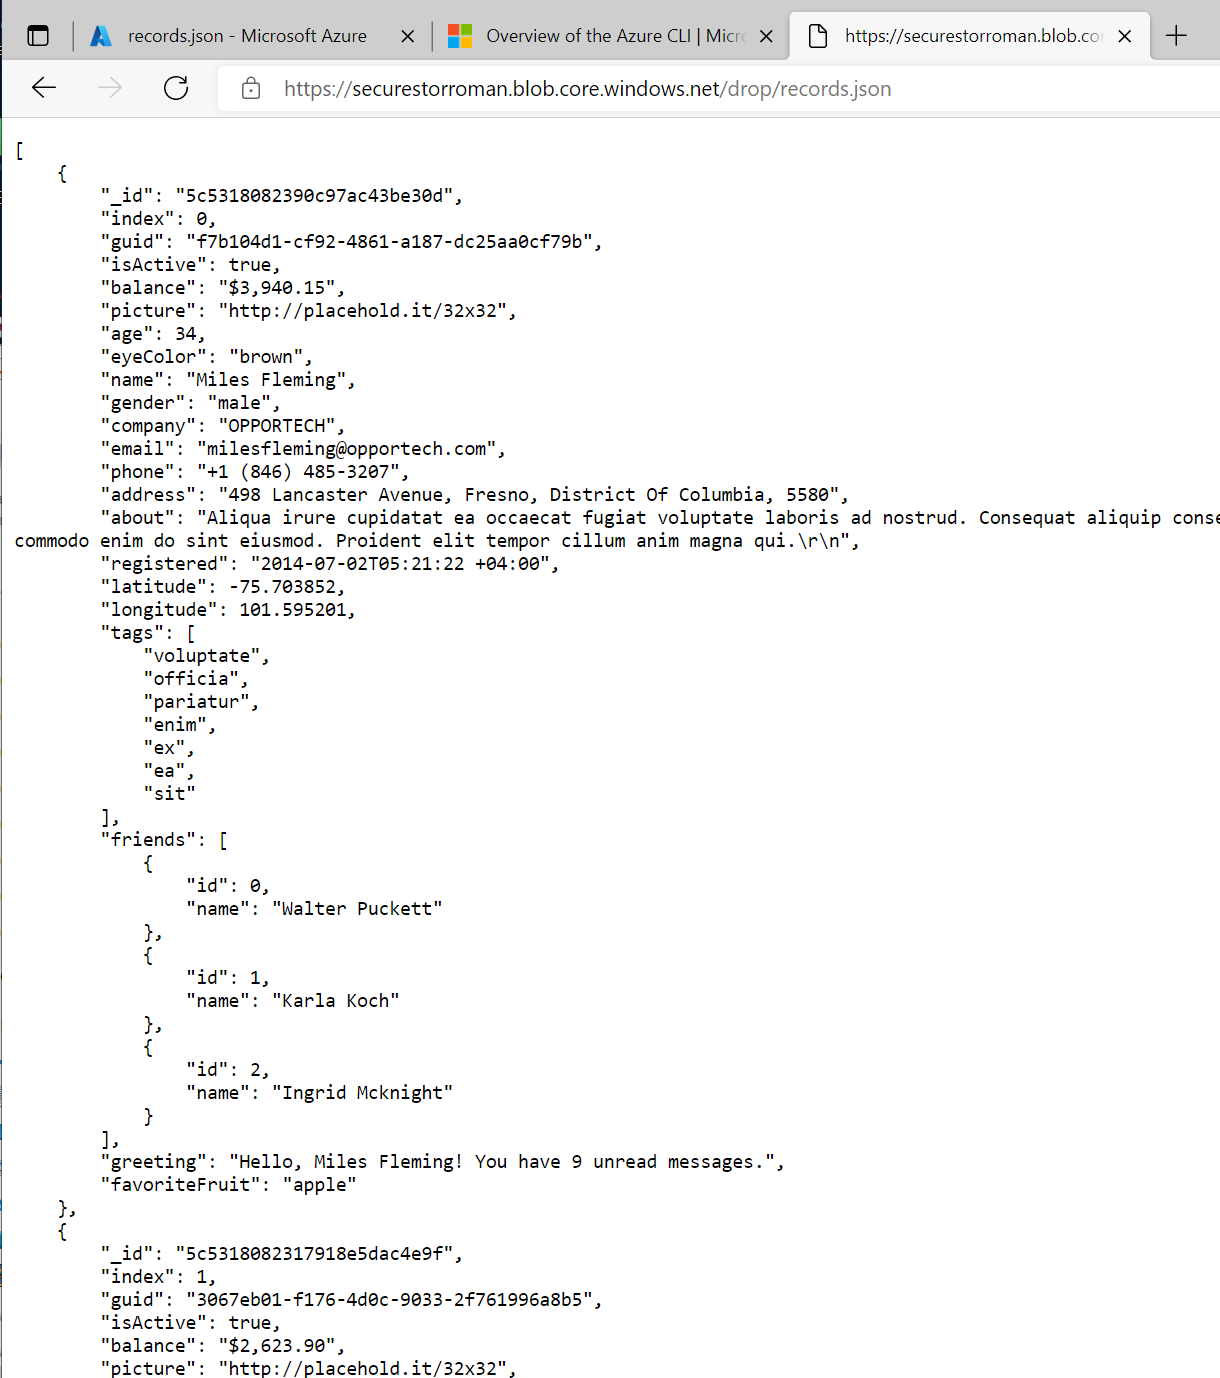 records.json - Microsoft Azure
Overview of the Azure CLI | Micro
https://securestorroman.blob.cor
https://securestorroman.blob.core.windows.net/drop/records.json
[
    {
        "_id": "5c5318082390c97ac43be30d",
        "index": 0,
        "guid": "f7b104d1-cf92-4861-a187-dc25aa0cf79b",
        "isActive": true,
        "balance": "$3,940.15",
        "picture": "http://placehold.it/32x32",
        "age": 34,
        "eyeColor": "brown",
        "name": "Miles Fleming",
        "gender": "male",
        "company": "OPPORTECH",
        "email": "milesfleming@opportech.com",
        "phone": "+1 (846) 485-3207",
        "address": "498 Lancaster Avenue, Fresno, District Of Columbia, 5580",
        "about": "Aliqua irure cupidatat ea occaecat fugiat voluptate laboris ad nostrud. Consequat aliquip conse
commodo enim do sint eiusmod. Proident elit tempor cillum anim magna qui.\r\n",
        "registered": "2014-07-02T05:21:22 +04:00",
        "latitude": -75.703852,
        "longitude": 101.595201,
        "tags": [
            "voluptate",
            "officia",
            "pariatur",
            "enim",
            "ex",
            "ea",
            "sit"
        ],
        "friends": [
            {
                "id": 0,
                "name": "Walter Puckett"
            },
            {
                "id": 1,
                "name": "Karla Koch"
            },
            {
                "id": 2,
                "name": "Ingrid Mcknight"
            }
        ],
        "greeting": "Hello, Miles Fleming! You have 9 unread messages.",
        "favoriteFruit": "apple"
    },
    {
        "_id": "5c5318082317918e5dac4e9f",
        "index": 1,
        "guid": "3067eb01-f176-4d0c-9033-2f761996a8b5",
        "isActive": true,
        "balance": "$2,623.90",
        "picture": "http://placehold.it/32x32",